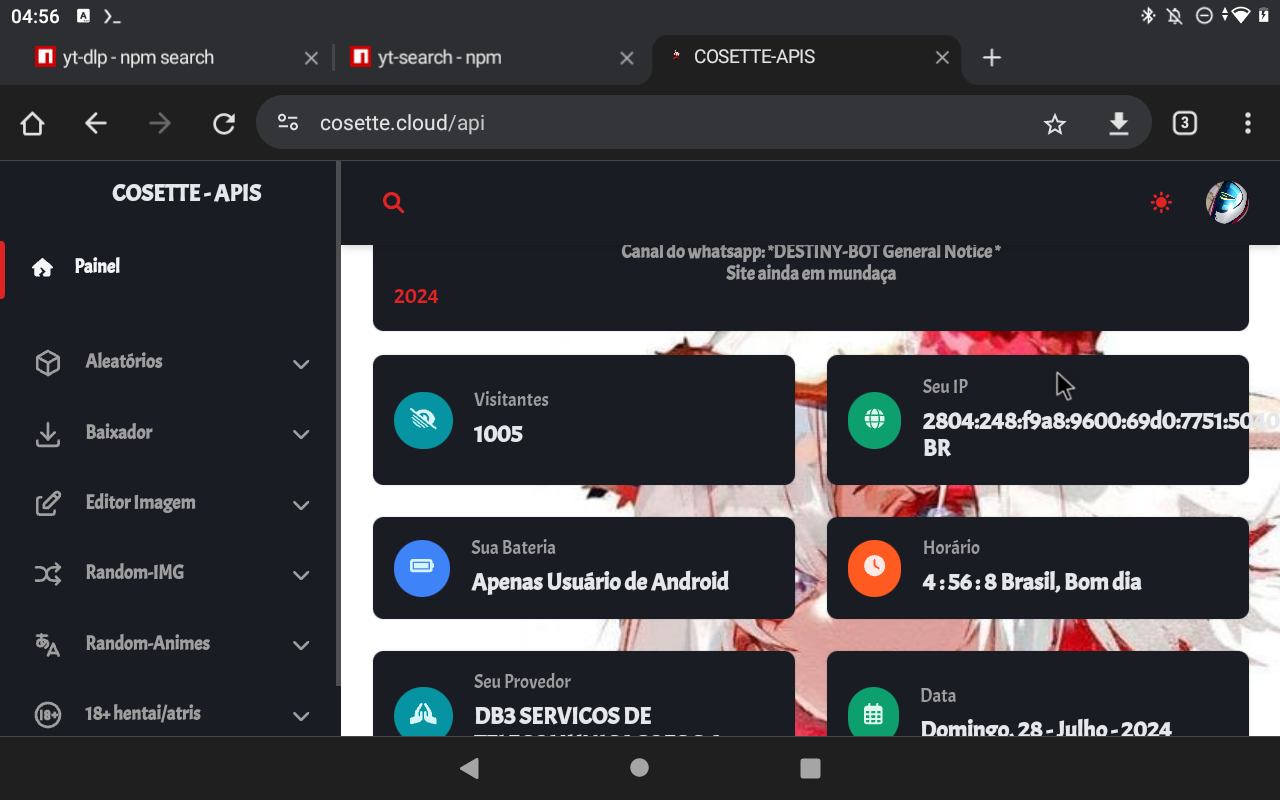 04:56
yt-dlp - npm search
yt-search - npm
COSETTE-APIS
cosette.cloud/api
3
COSETTE - APIS
Painel
Aleatórios
Baixador
Editor Imagem
Random-IMG
Random-Animes
18+ hentai/atris
Canal do whatsapp: *DESTINY-BOT General Notice *
Site ainda em mundaça
2024
Visitantes
1005
Seu IP
2804:248:f9a8:9600:69d0:7751:5040
BR
Sua Bateria
Apenas Usuário de Android
Horário
4 : 56 : 8 Brasil, Bom dia
Seu Provedor
DB3 SERVICOS DE
Data
Domingo, 28 - Julho - 2024